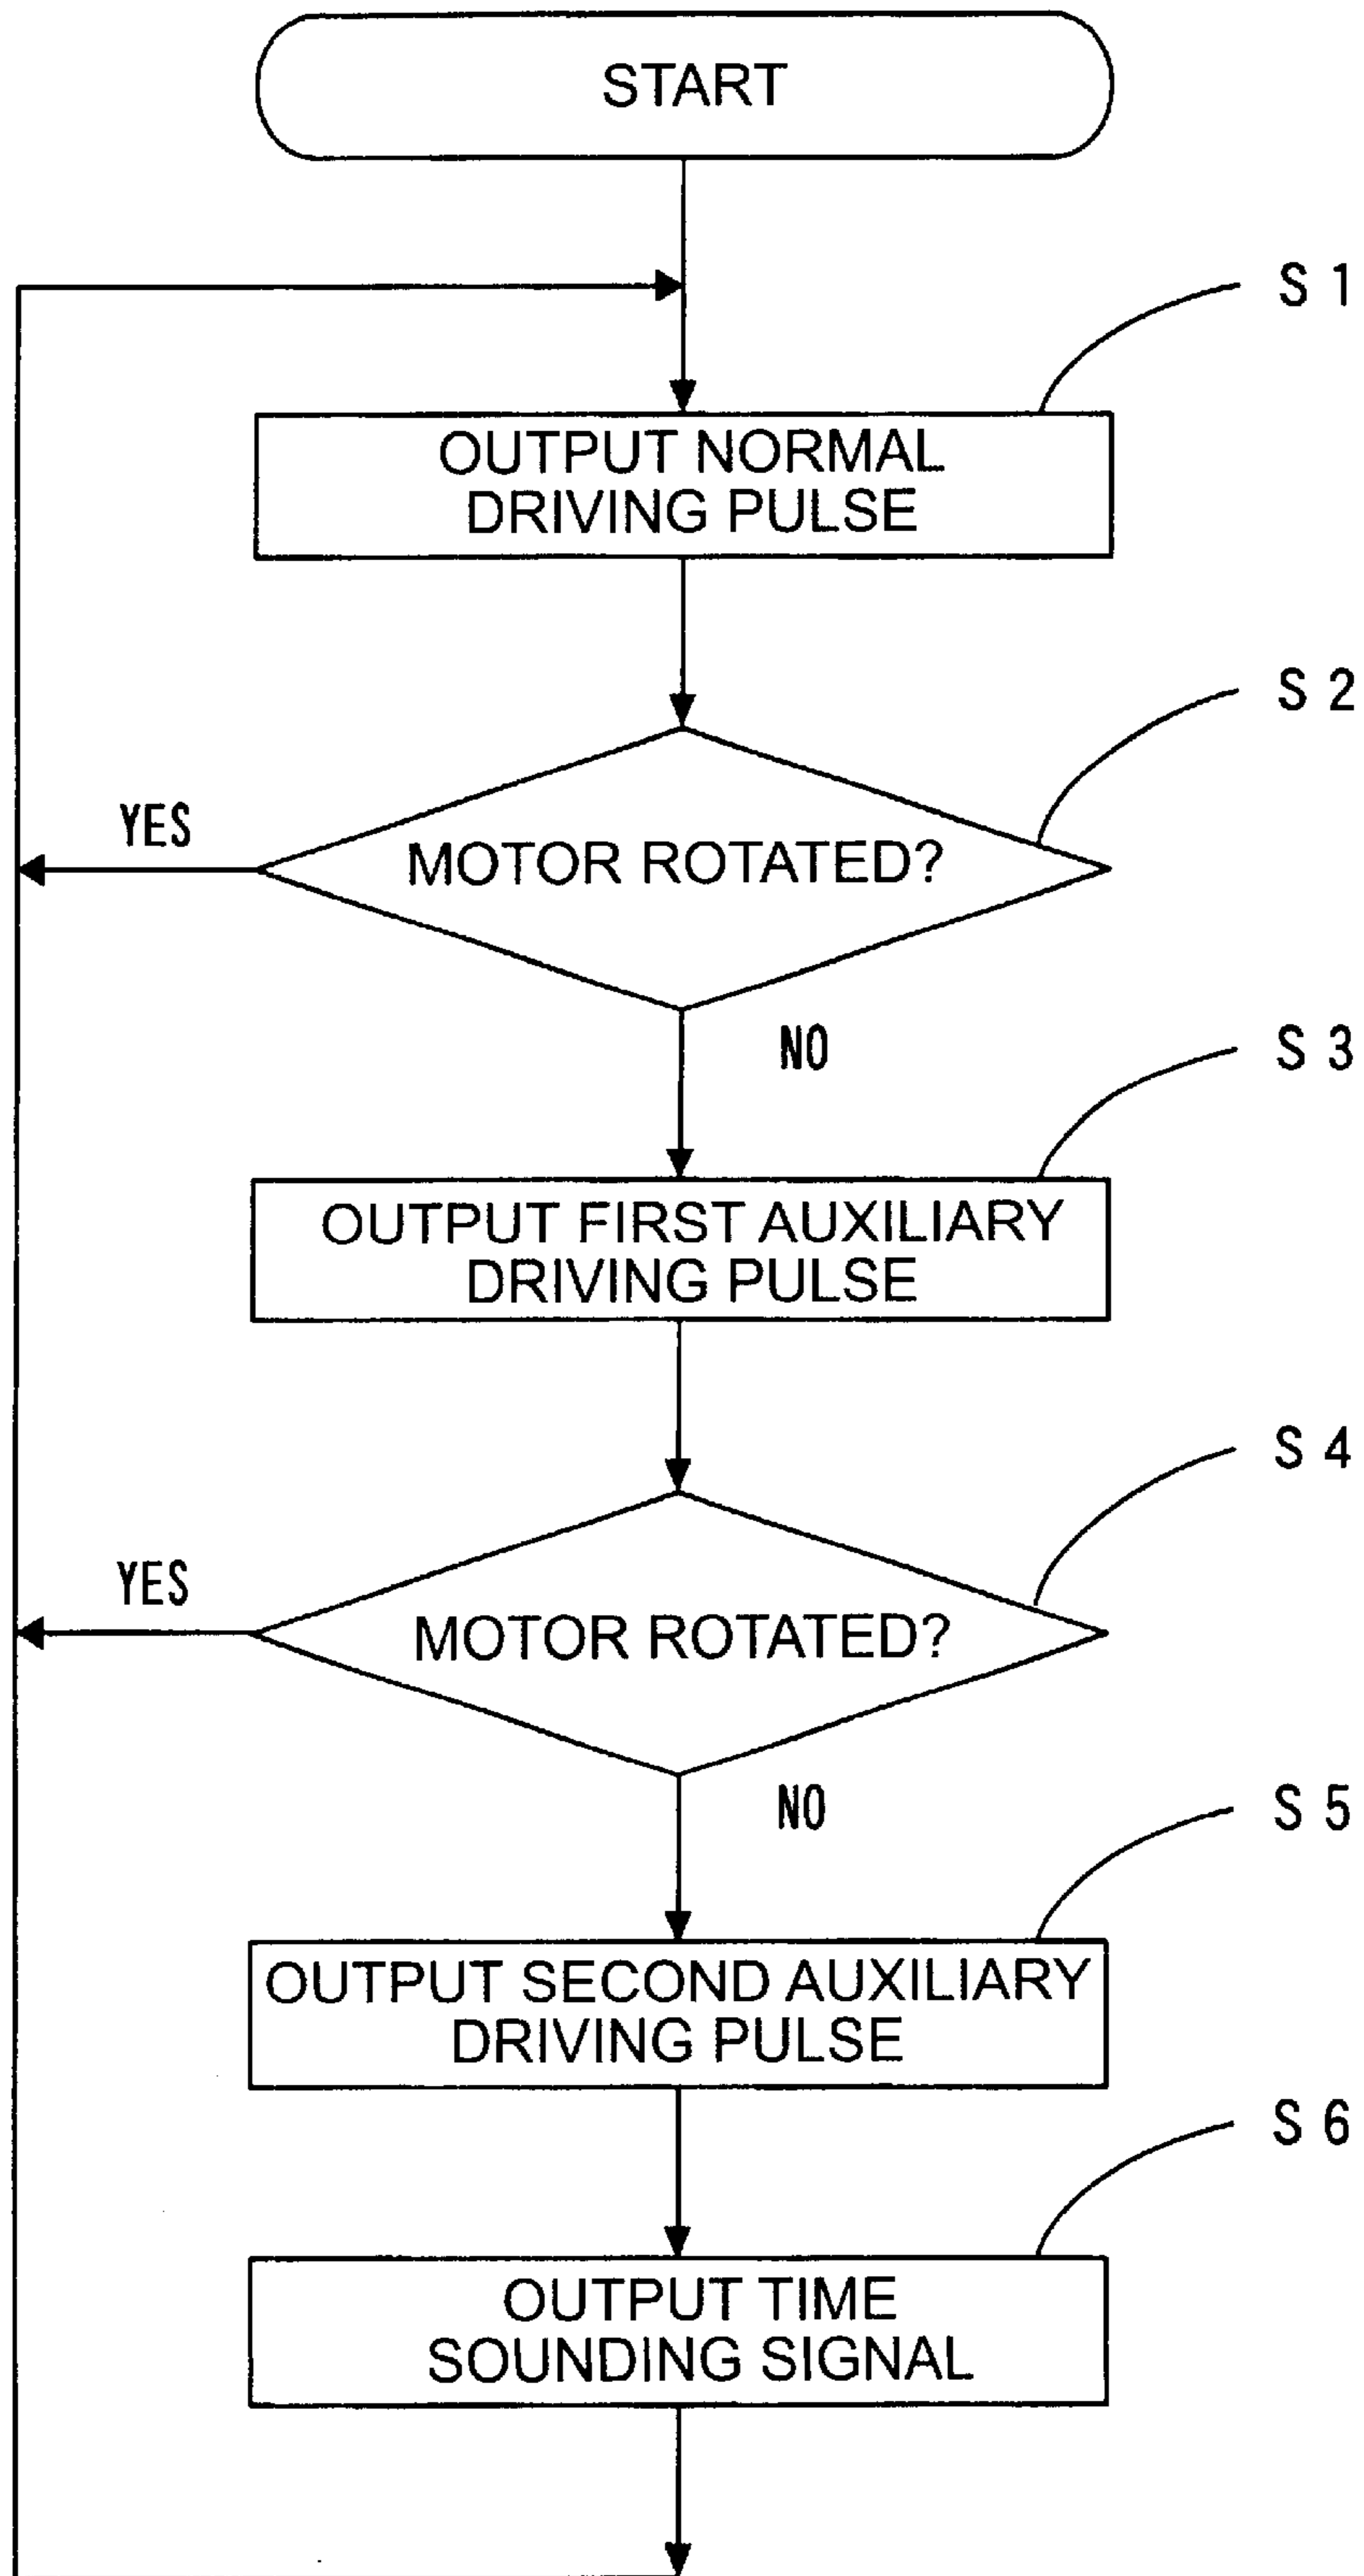 START
S 1
OUTPUT NORMAL
DRIVING PULSE
S 2
YES
MOTOR ROTATED?
NO
S 3
OUTPUT FIRST AUXILIARY
DRIVING PULSE
S 4
YES
MOTOR ROTATED?
NO
S 5
OUTPUT SECOND AUXILIARY
DRIVING PULSE
S 6
OUTPUT TIME
SOUNDING SIGNAL